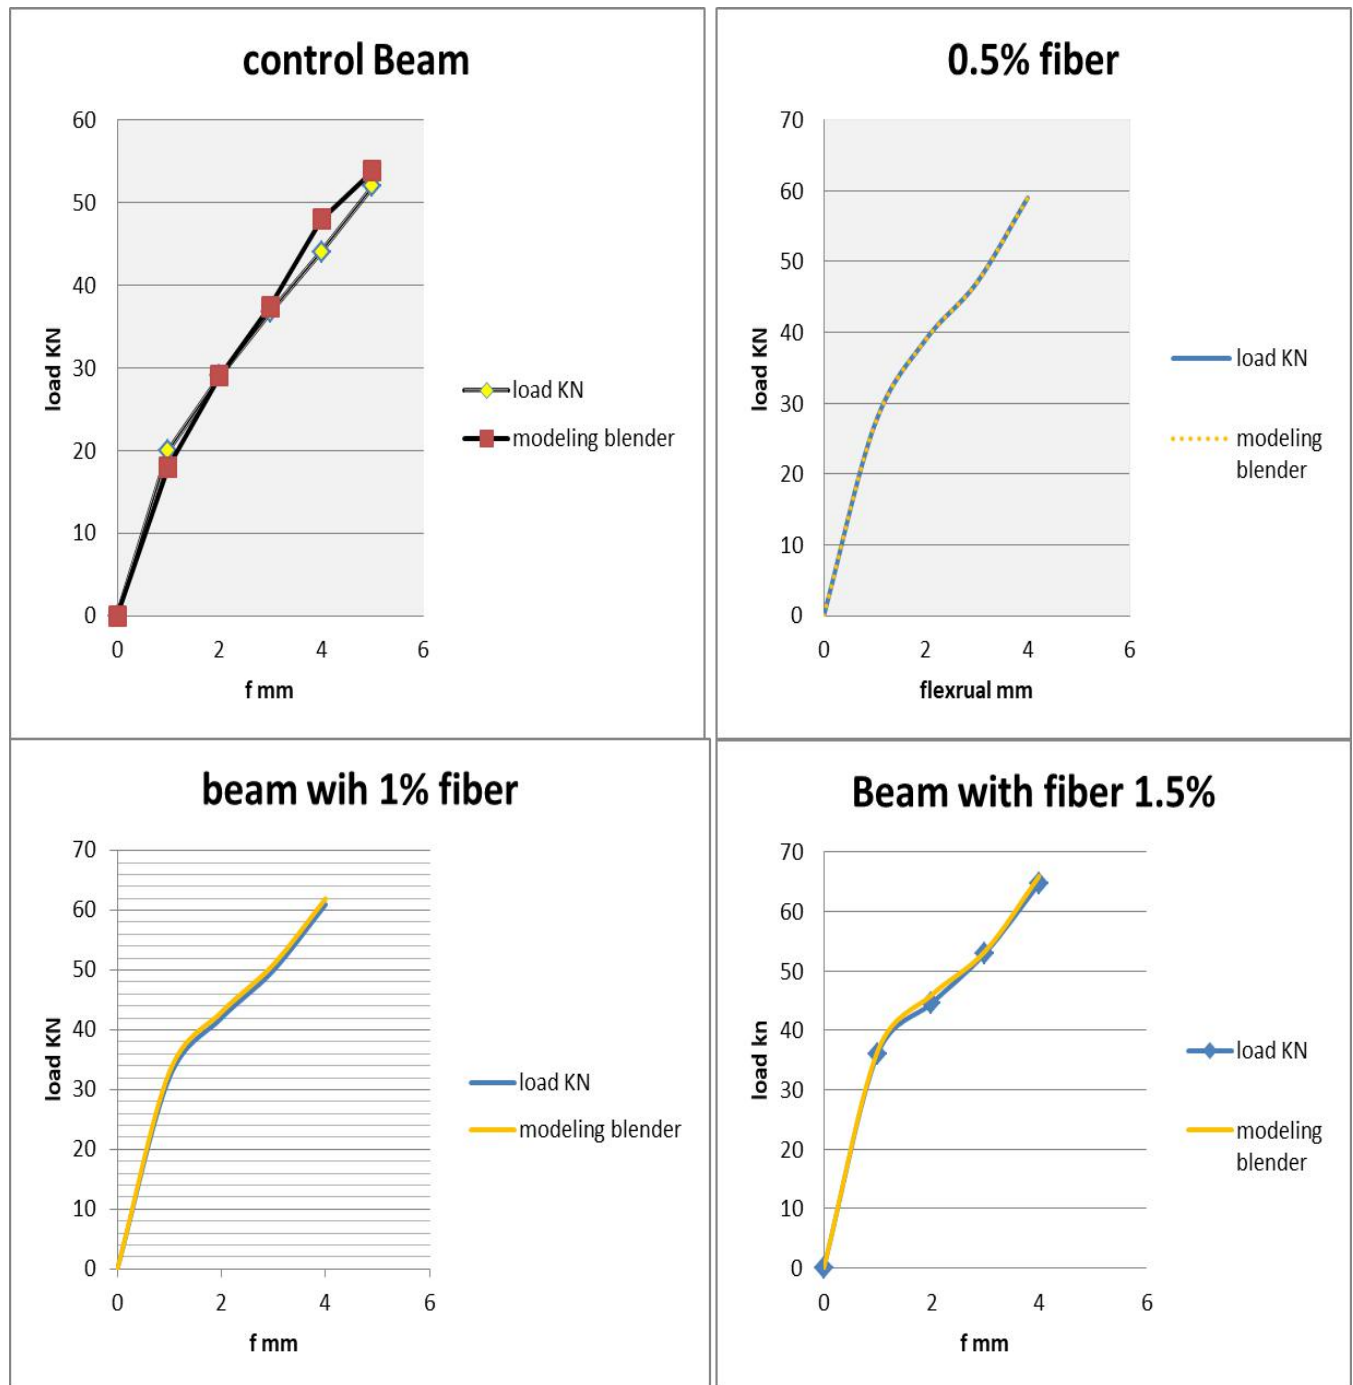 control Beam
60
50
40
30
20
10
0
0 2 4 6
load KN
f mm
load KN
modeling blender
0.5% fiber
70
60
50
40
30
20
10
0
0 2 4 6
load KN
flexrual mm
load KN
modeling
blender
beam wih 1% fiber
70
60
50
40
30
20
10
0
0 2 4 6
load KN
f mm
load KN
modeling blender
Beam with fiber 1.5%
70
60
50
40
30
20
10
0
0 2 4 6
load kn
f mm
load KN
modeling
blender